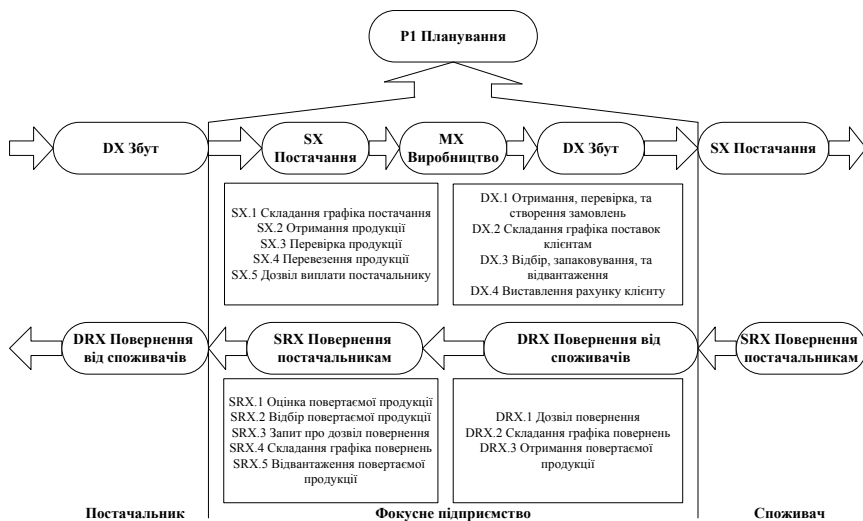 P1 Планування
DX Збут
SX
Постачання
MX
Виробництво
DX Збут
SX Постачання
SX.1 Складання графіка постачання
SX.2 Отримання продукції
SX.3 Перевірка продукції
SX.4 Перевезення продукції
SX.5 Дозвіл виплати постачальнику
DX.1 Отримання, перевірка, та
створення замовлень
DX.2 Складання графіка поставок
клієнтам
DX.3 Відбір, запаковування, та
відвантаження
DX.4 Виставлення рахунку клієнту
DRX Повернення
від споживачів
SRX Повернення
постачальникам
DRX Повернення від
споживачів
SRX Повернення
постачальникам
SRX.1 Оцінка повертаємої продукції
SRX.2 Відбір повертаємої продукції
SRX.3 Запит про дозвіл повернення
SRX.4 Складання графіка повернень
SRX.5 Відвантаження повертаємої
продукції
DRX.1 Дозвіл повернення
DRX.2 Складання графіка повернень
DRX.3 Отримання повертаємої
продукції
Постачальник
Фокусне підприємство
Споживач